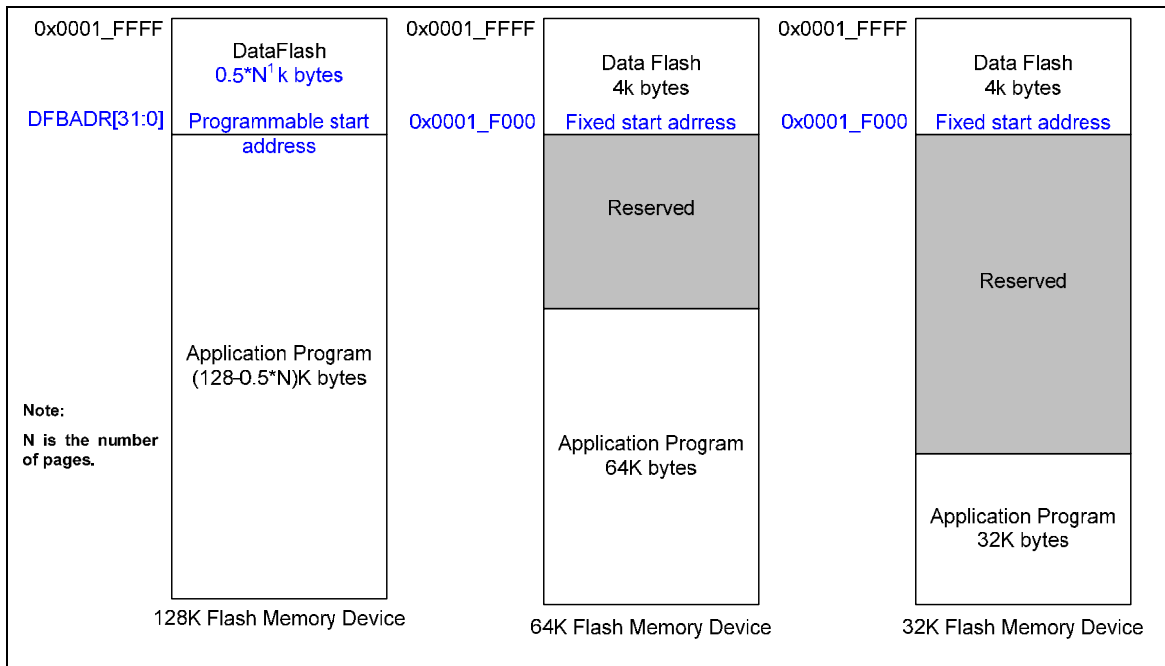 0x0001_FFFF
DataFlash
0.5*N1 k bytes
DFBADR[31:0]
Programmable start
address
Application Program
(128-0.5*N)K bytes
Note:
N is the number
of pages.
128K Flash Memory Device
0x0001_FFFF
Data Flash
4k bytes
0x0001_F000
Fixed start adrress
Reserved
Application Program
64K bytes
64K Flash Memory Device
0x0001_FFFF
Data Flash
4k bytes
0x0001_F000
Fixed start address
Reserved
Application Program
32K bytes
32K Flash Memory Device